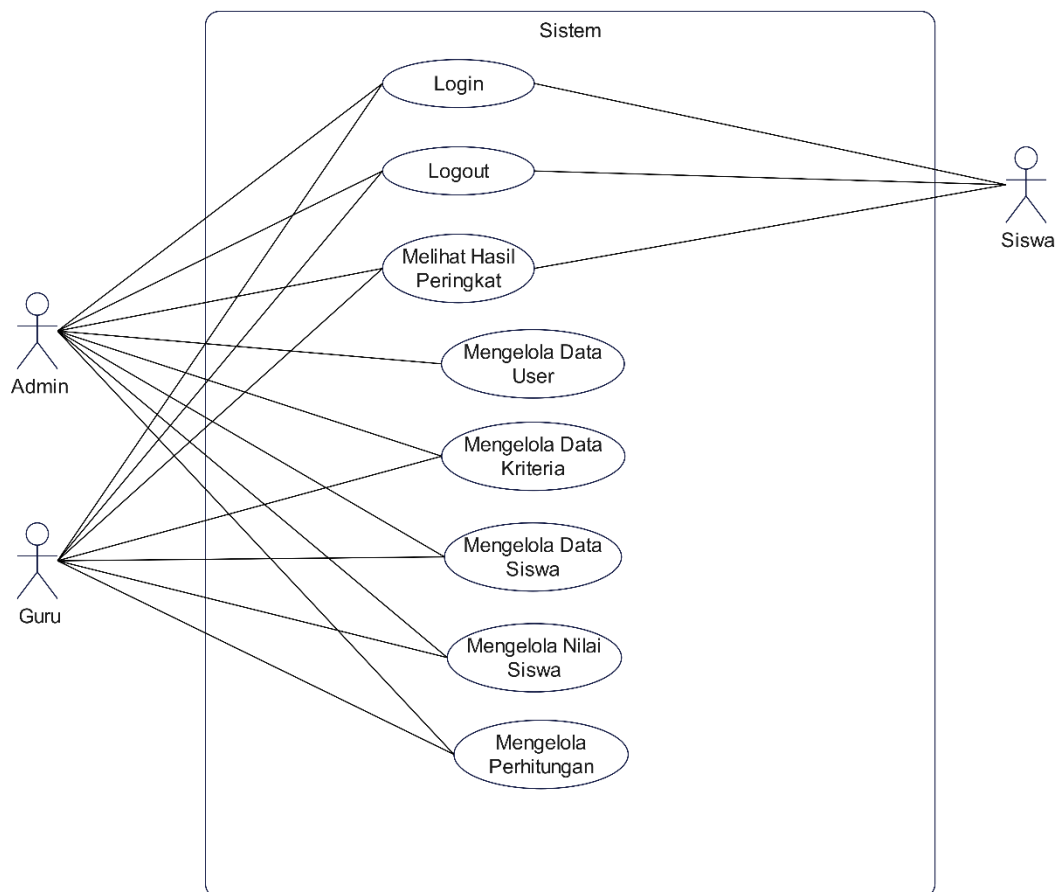 Sistem
Login
Logout
Siswa
Melihat Hasil
Peringkat
Mengelola Data
User
Admin
Mengelola Data
Kriteria
Mengelola Data
Siswa
Guru
Mengelola Nilai
Siswa
Mengelola
Perhitungan